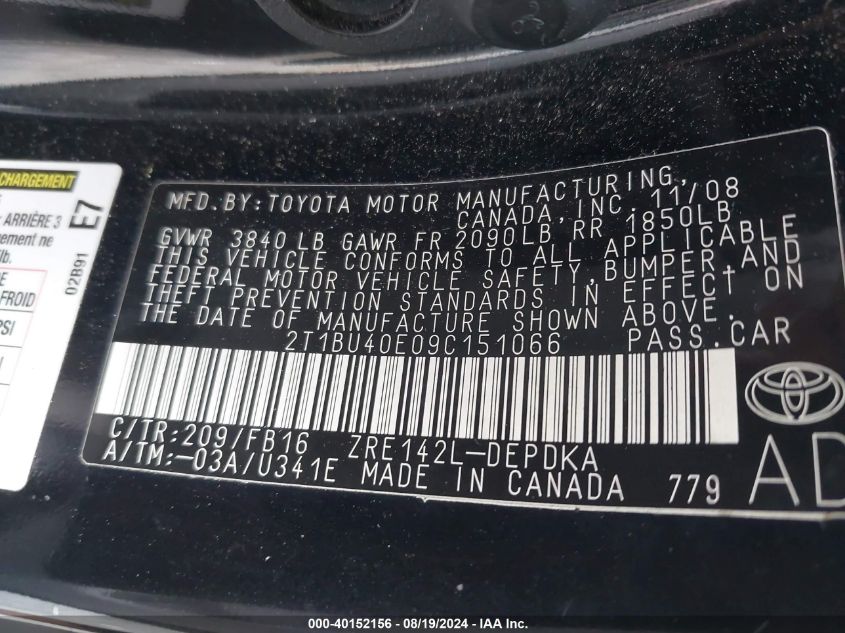 CHARGEMENT
ARRIÈRE 3
ement ne
lb.
E
FROID
PSI
E7
02B91
MFD. BY:TOYOTA MOTOR MANUFACTURING,
CANADA, INC. 11/08
GVWR 3840 LB GAWR FR 2090LB, RR 1850LB
THIS VEHICLE CONFORMS TO ALL APPLICABLE
FEDERAL MOTOR VEHICLE SAFETY, BUMPER AND
THEFT PREVENTION STANDARDS IN EFFECT ON
THE DATE OF MANUFACTURE SHOWN ABOVE.
2T1BU40E09C151066 PASS.CAR
C/TR:209/FB16 ZRE142L-DEPDKA
A/TM:-03A/U341E MADE IN CANADA 779
AD
000-40152156 - 08/19/2024 - IAA Inc.